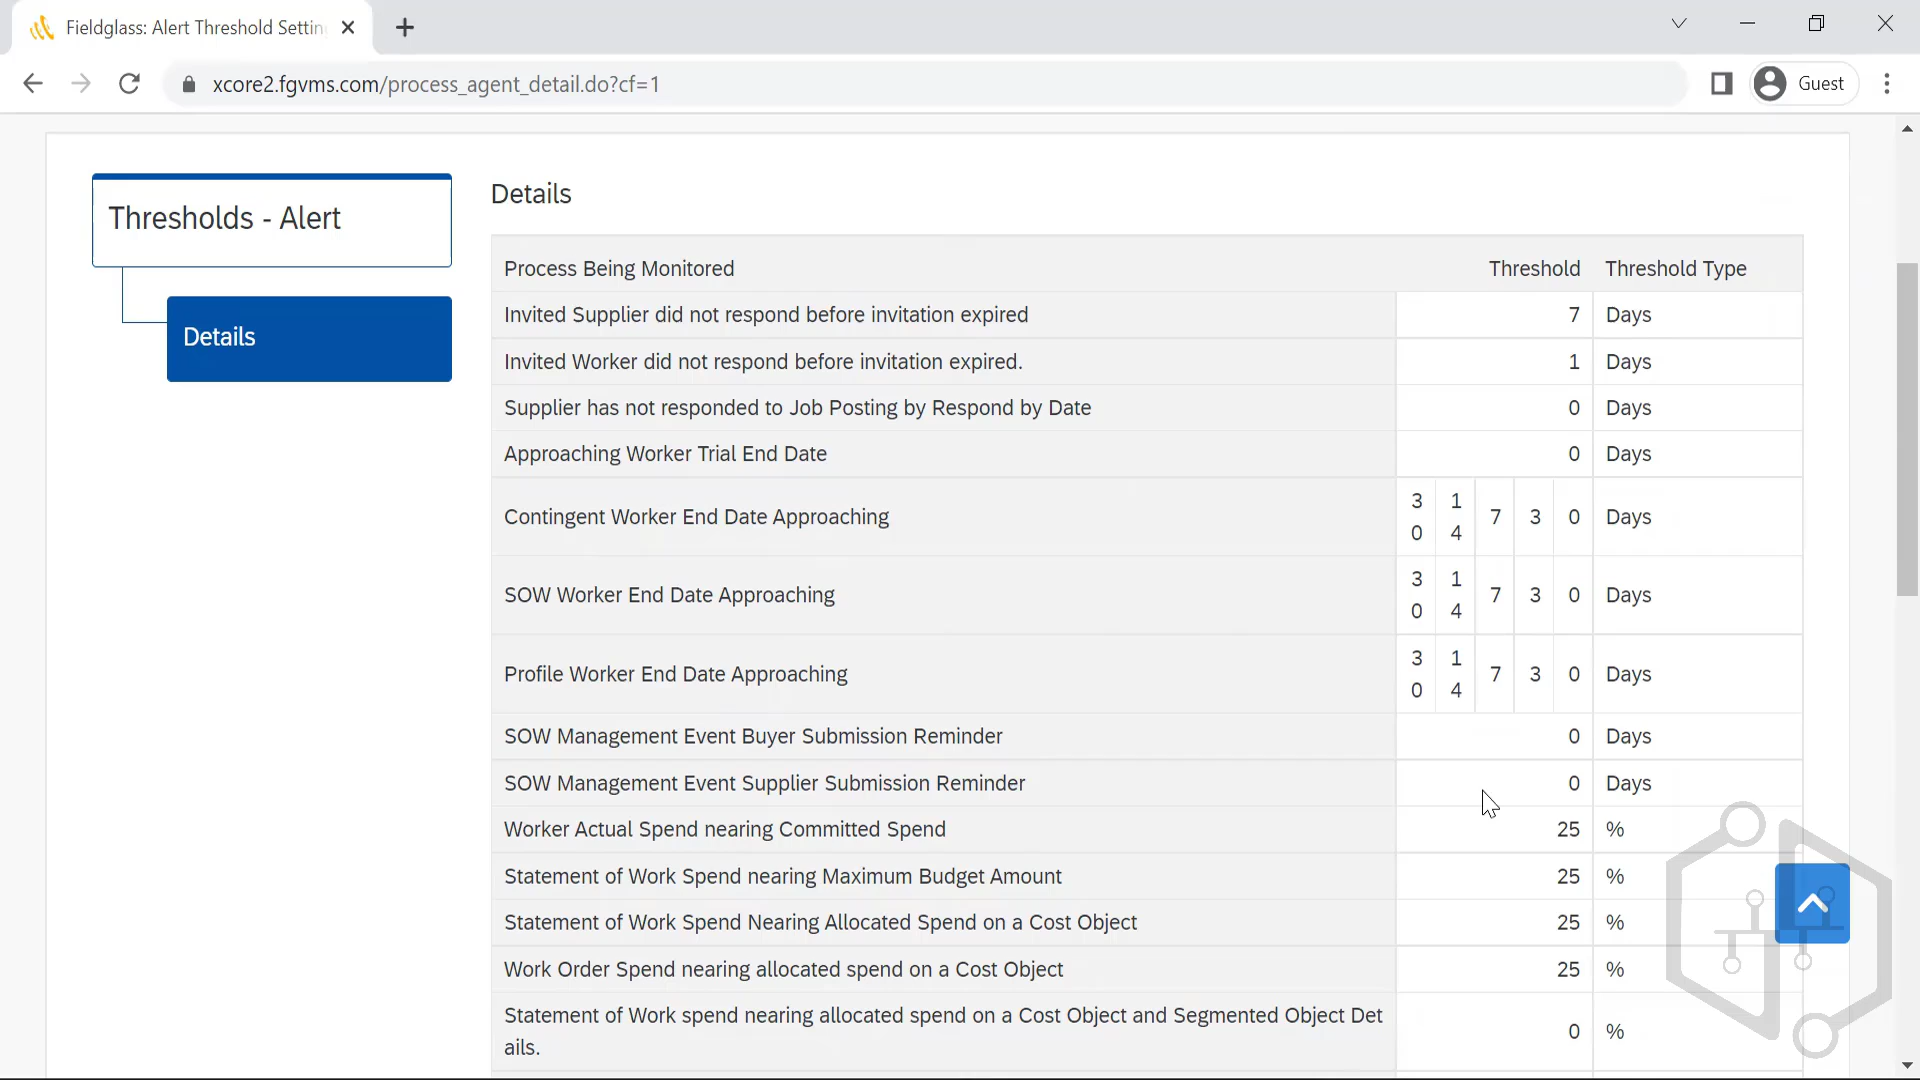 Fieldglass: Alert Threshold Settin
xcore2.fgvms.com/process_agent_detail.do?cf=1
Guest
Thresholds - Alert
Details
Details
Process Being Monitored Threshold Threshold Type
Invited Supplier did not respond before invitation expired 7 Days
Invited Worker did not respond before invitation expired. 1 Days
Supplier has not responded to Job Posting by Respond by Date 0 Days
Approaching Worker Trial End Date 0 Days
Contingent Worker End Date Approaching 30 14 7 3 0 Days
SOW Worker End Date Approaching 30 14 7 3 0 Days
Profile Worker End Date Approaching 30 14 7 3 0 Days
SOW Management Event Buyer Submission Reminder 0 Days
SOW Management Event Supplier Submission Reminder 0 Days
Worker Actual Spend nearing Committed Spend 25 %
Statement of Work Spend nearing Maximum Budget Amount 25 %
Statement of Work Spend Nearing Allocated Spend on a Cost Object 25 %
Work Order Spend nearing allocated spend on a Cost Object 25 %
Statement of Work spend nearing allocated spend on a Cost Object and Segmented Object Det
ails. 0 %